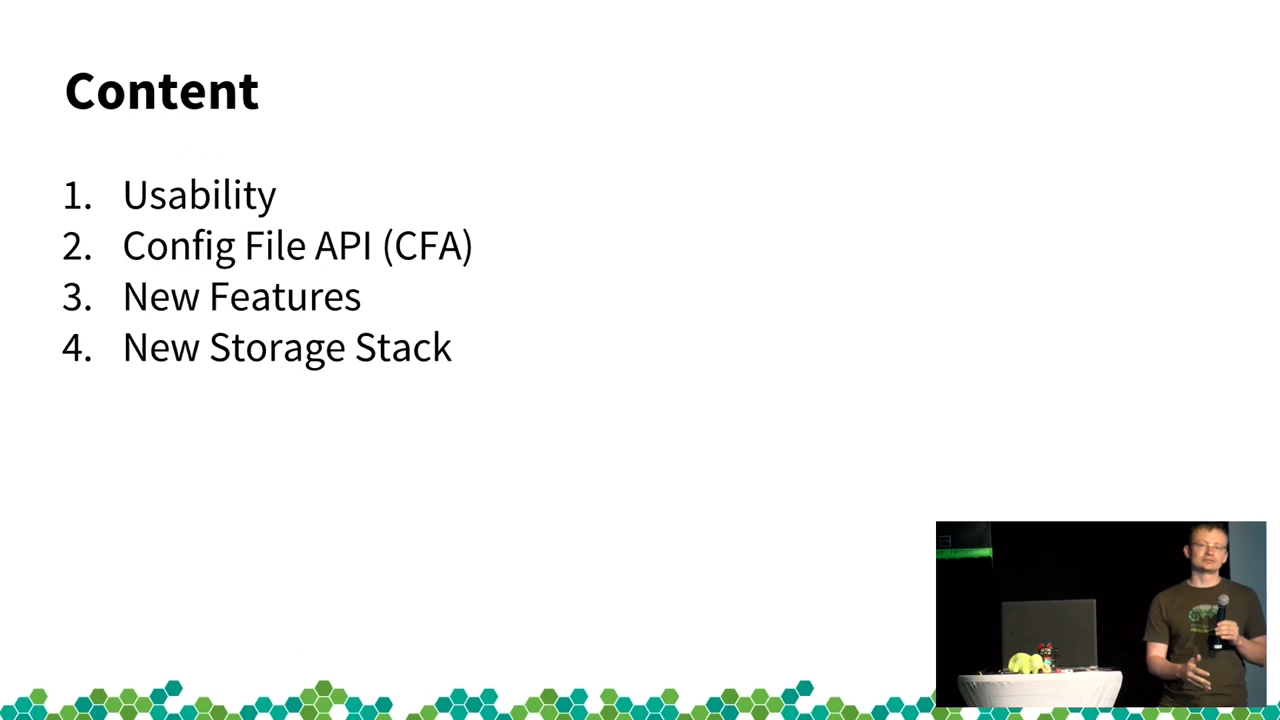 Content
1. Usability
2. Config File API (CFA)
3. New Features
4. New Storage Stack